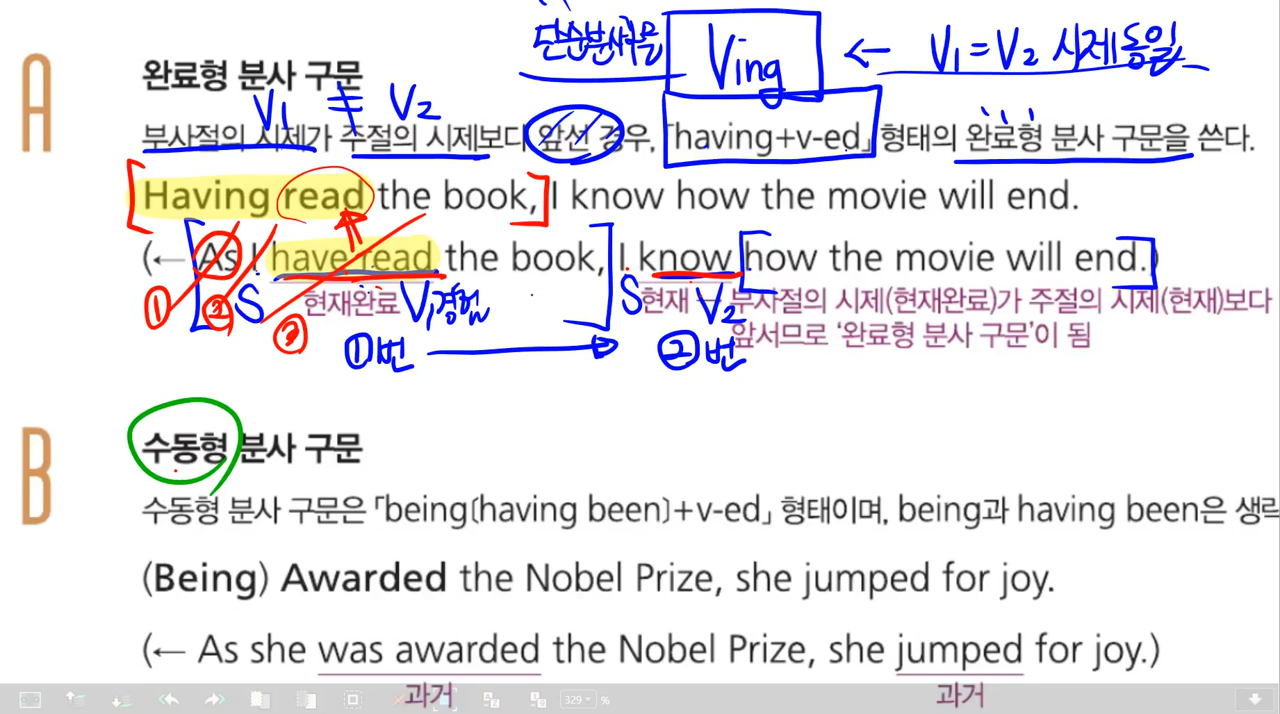 단순분사구문 Ving ← V1 = V2 시제 동일
A
완료형 분사 구문
V1 ≠ V2
부사절의 시제가 주절의 시제보다 앞선 경우, 「having+v-ed」 형태의 완료형 분사 구문을 쓴다.
[Having read the book,] I know how the movie will end.
(← [As I have read the book,] I know [how the movie will end.])
① ② S ③ 현재완료 V1 경험 S 현재 V2 → 부사절의 시제(현재완료)가 주절의 시제(현재)보다
앞서므로 ‘완료형 분사 구문’이 됨
①번 → ②번
B
수동형 분사 구문
수동형 분사 구문은 「being(having been)+v-ed」 형태이며, being과 having been은 생략
(Being) Awarded the Nobel Prize, she jumped for joy.
(← As she was awarded the Nobel Prize, she jumped for joy.)
과거 과거
329 %